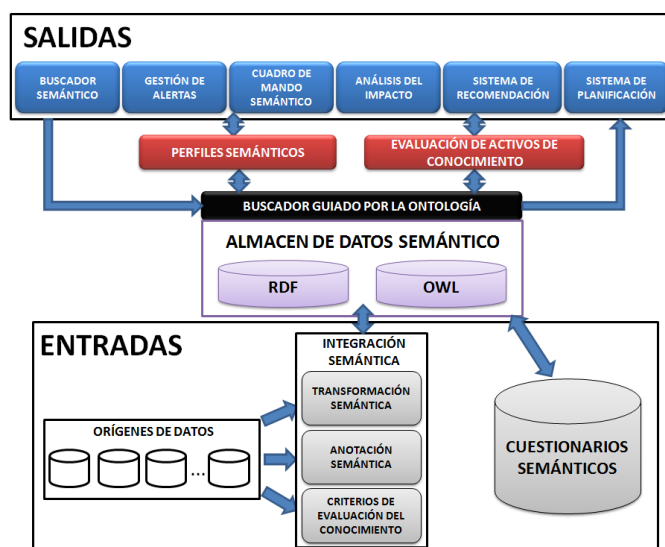 SALIDAS
BUSCADOR
SEMÁNTICO
GESTIÓN DE
ALERTAS
CUADRO DE
MANDO
SEMÁNTICO
ANÁLISIS DEL
IMPACTO
SISTEMA DE
RECOMENDACIÓN
SISTEMA DE
PLANIFICACIÓN
PERFILES SEMÁNTICOS
EVALUACIÓN DE ACTIVOS DE
CONOCIMIENTO
BUSCADOR GUIADO POR LA ONTOLOGÍA
ALMACEN DE DATOS SEMÁNTICO
RDF
OWL
ENTRADAS
INTEGRACIÓN
SEMÁNTICA
TRANSFORMACIÓN
SEMÁNTICA
ORÍGENES DE DATOS
...
ANOTACIÓN
SEMÁNTICA
CRITERIOS DE
EVALUACIÓN DEL
CONOCIMIENTO
CUESTIONARIOS
SEMÁNTICOS